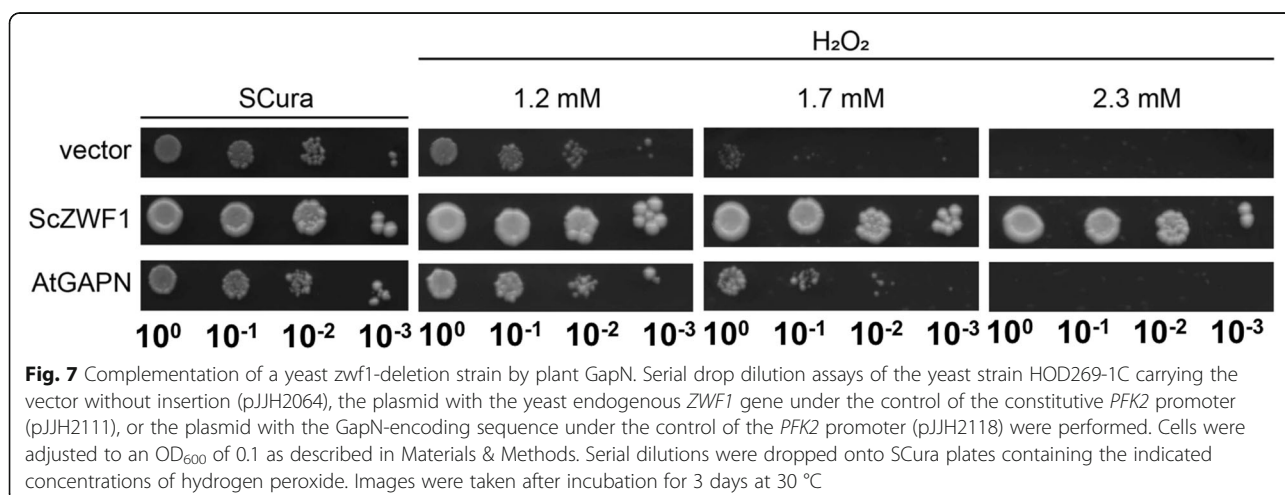 H₂O₂
SCura 1.2 mM 1.7 mM 2.3 mM
vector
ScZWF1
AtGAPN
10⁰ 10⁻¹ 10⁻² 10⁻³ 10⁰ 10⁻¹ 10⁻² 10⁻³ 10⁰ 10⁻¹ 10⁻² 10⁻³ 10⁰ 10⁻¹ 10⁻² 10⁻³
Fig. 7 Complementation of a yeast zwf1-deletion strain by plant GapN. Serial drop dilution assays of the yeast strain HOD269-1C carrying the
vector without insertion (pJJH2064), the plasmid with the yeast endogenous ZWF1 gene under the control of the constitutive PFK2 promoter
(pJJH2111), or the plasmid with the GapN-encoding sequence under the control of the PFK2 promoter (pJJH2118) were performed. Cells were
adjusted to an OD₆₀₀ of 0.1 as described in Materials & Methods. Serial dilutions were dropped onto SCura plates containing the indicated
concentrations of hydrogen peroxide. Images were taken after incubation for 3 days at 30 °C